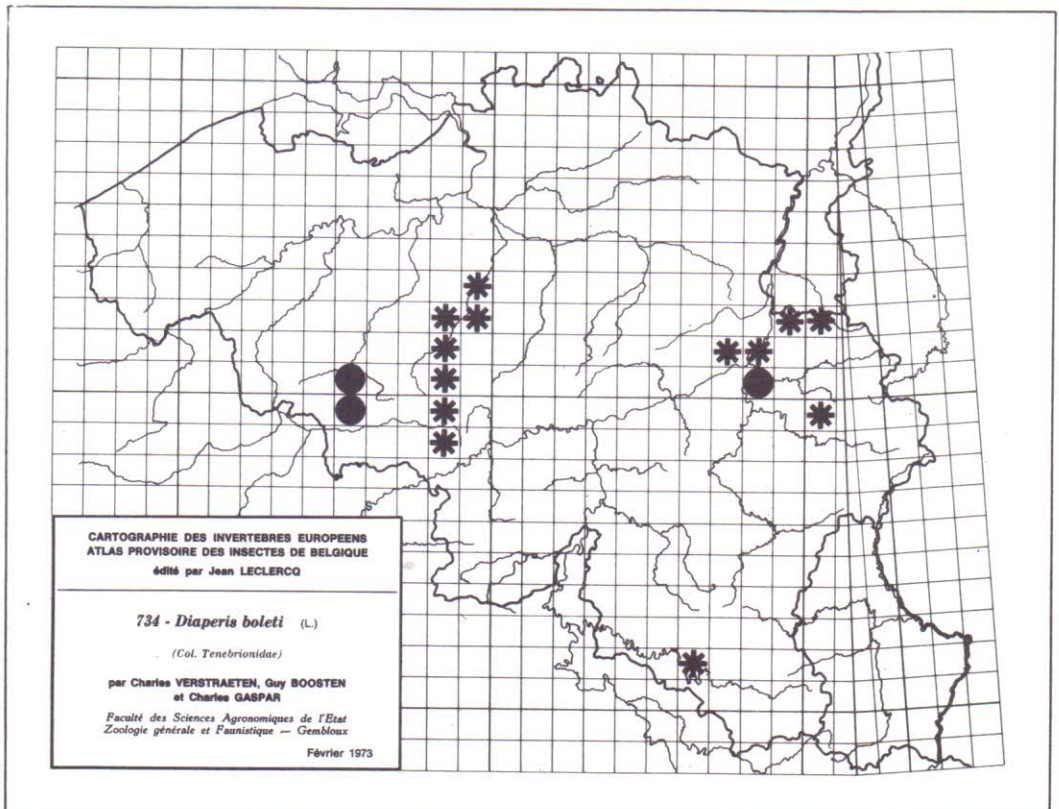 CARTOGRAPHIE DES INVERTEBRES EUROPEENS
ATLAS PROVISOIRE DES INSECTES DE BELGIQUE
édité par Jean LECLERCQ
734 - Diaperis boleti (L.)
(Col. Tenebrionidae)
par Charles VERSTRAETEN, Guy BOOSTEN
et Charles GASPAR
Faculté des Sciences Agronomiques de l'Etat
Zoologie générale et Faunistique — Gembloux
Février 1973